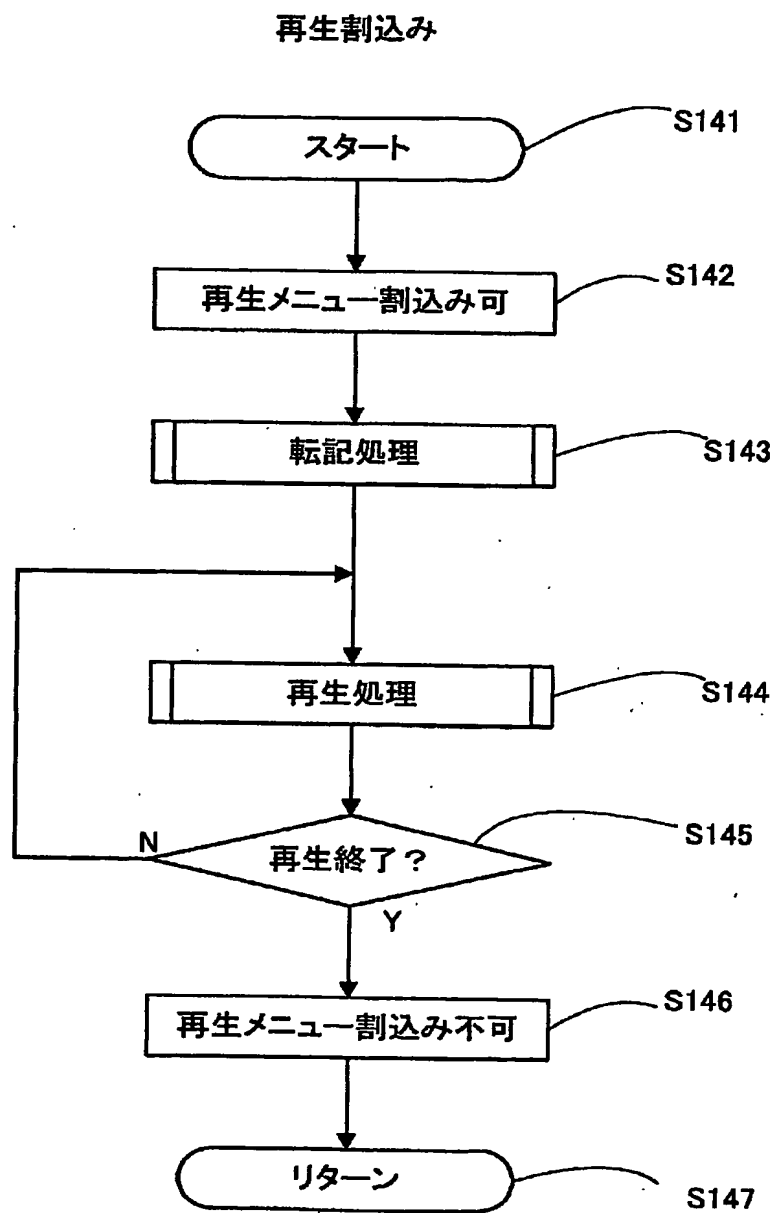 再生割込み
スタート
S141
再生メニュー割込み可
S142
転記処理
S143
再生処理
S144
再生終了？
S145
N
Y
再生メニュー割込み不可
S146
リターン
S147